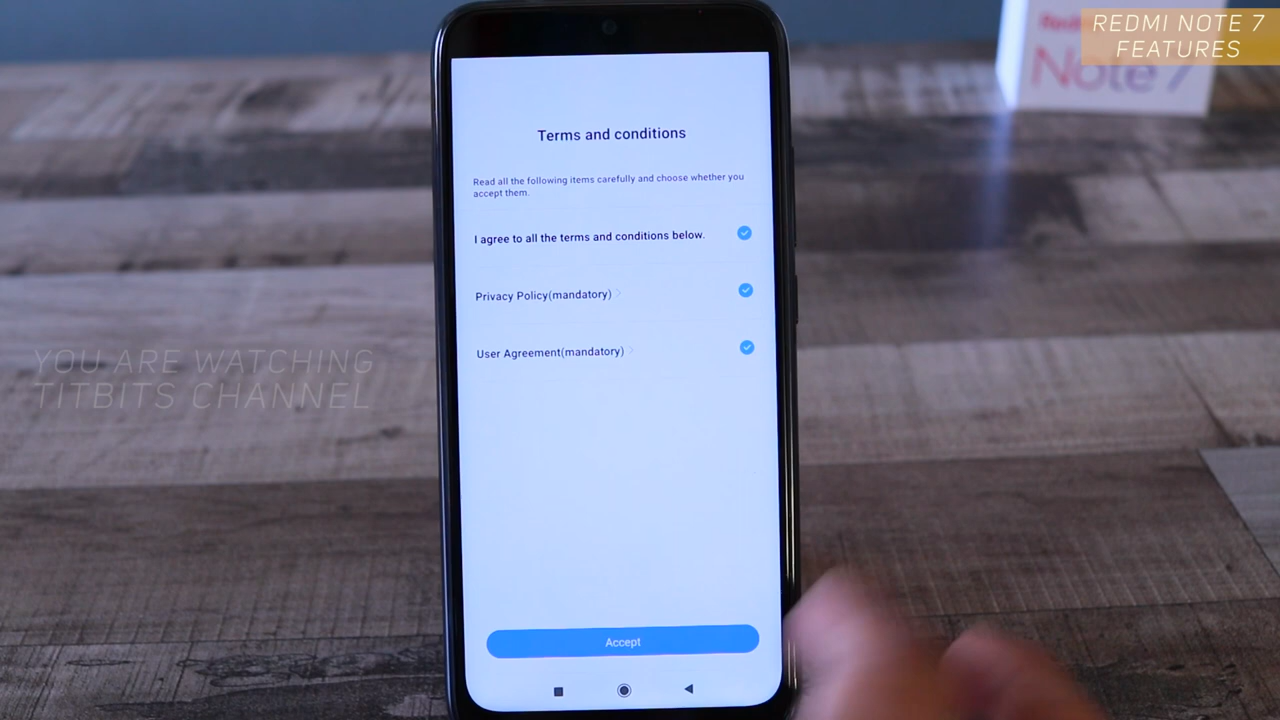 REDMI NOTE 7
FEATURES
Note 7
Terms and conditions
Read all the following items carefully and choose whether you
accept them.
I agree to all the terms and conditions below.
Privacy Policy(mandatory)
User Agreement(mandatory)
YOU ARE WATCHING
TITBITS CHANNEL
Accept